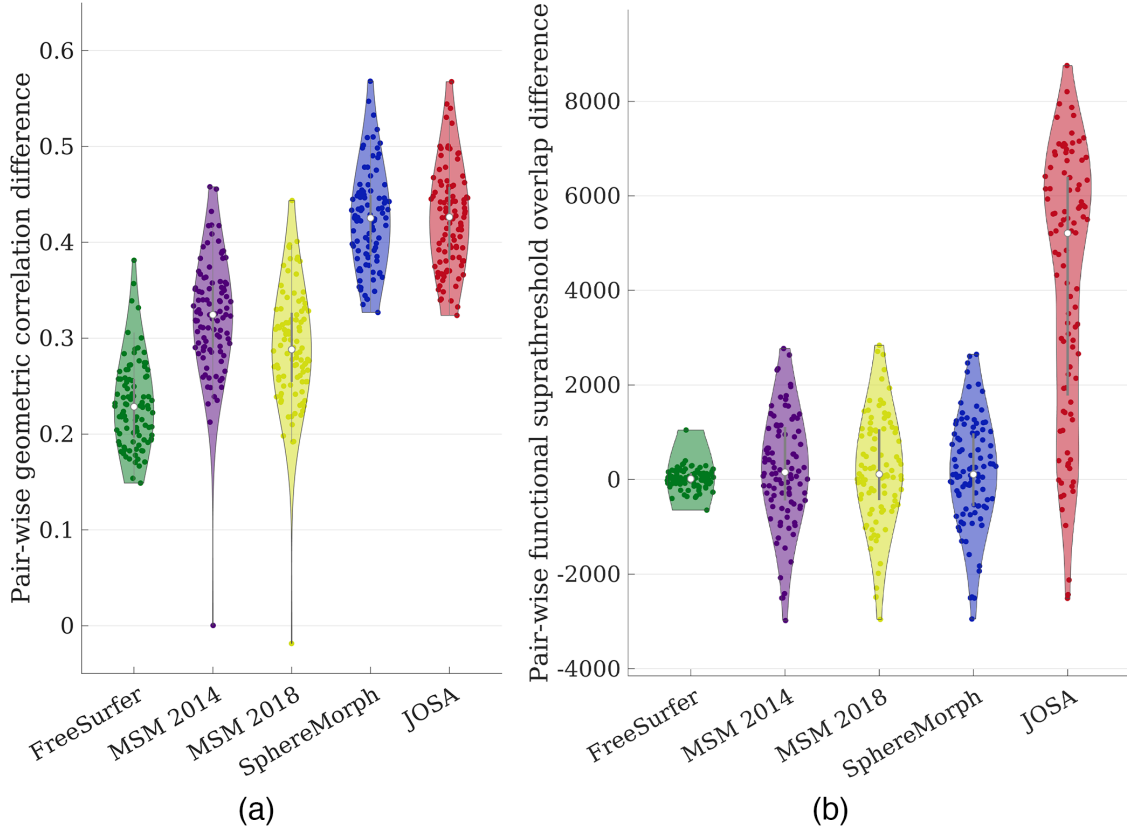 Pair-wise geometric correlation difference
0.6
0.5
0.4
0.3
0.2
0.1
0
FreeSurfer
MSM 2014
MSM 2018
SphereMorph
JOSA
(a)
Pair-wise functional suprathreshold overlap difference
8000
6000
4000
2000
0
-2000
-4000
FreeSurfer
MSM 2014
MSM 2018
SphereMorph
JOSA
(b)